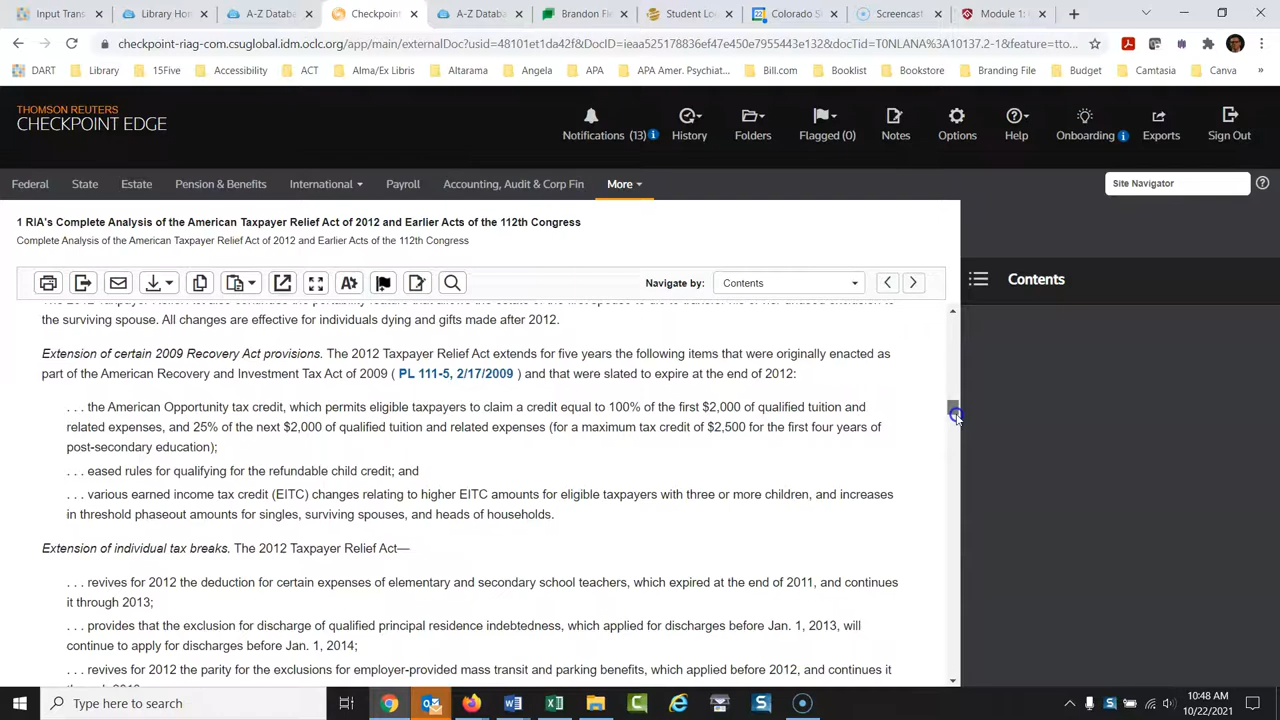 Input Trans
Library Hom
A-Z Databa
Checkpoint
A-Z Databa
Brandon Fle
Student Lou
Colorado St
Screencast
Module 1:
checkpoint-riag-com.csuglobal.idm.oclc.org/app/main/externalDoc?usid=48101eda42f&DocID=ieaa525178836ef47e450e7955443c132&docTid=T0NLANA%3A10137.2-1&feature=tto...
DART
Library
15Five
Accessibility
ACT
Alma/Ex Libris
Altarama
Angela
APA
APA Amer. Psychiat...
Bill.com
Booklist
Bookstore
Branding File
Budget
Camtasia
Canva
»
THOMSON REUTERS
CHECKPOINT EDGE
Notifications (13)
History
Folders
Flagged (0)
Notes
Options
Help
Onboarding
Exports
Sign Out
Federal
State
Estate
Pension & Benefits
International
Payroll
Accounting, Audit & Corp Fin
More
Site Navigator
1 RIA's Complete Analysis of the American Taxpayer Relief Act of 2012 and Earlier Acts of the 112th Congress
Complete Analysis of the American Taxpayer Relief Act of 2012 and Earlier Acts of the 112th Congress
Navigate by:
Contents
Contents
the surviving spouse. All changes are effective for individuals dying and gifts made after 2012.
Extension of certain 2009 Recovery Act provisions. The 2012 Taxpayer Relief Act extends for five years the following items that were originally enacted as
part of the American Recovery and Investment Tax Act of 2009 ( PL 111-5, 2/17/2009 ) and that were slated to expire at the end of 2012:
. . . the American Opportunity tax credit, which permits eligible taxpayers to claim a credit equal to 100% of the first $2,000 of qualified tuition and
related expenses, and 25% of the next $2,000 of qualified tuition and related expenses (for a maximum tax credit of $2,500 for the first four years of
post-secondary education);
. . . eased rules for qualifying for the refundable child credit; and
. . . various earned income tax credit (EITC) changes relating to higher EITC amounts for eligible taxpayers with three or more children, and increases
in threshold phaseout amounts for singles, surviving spouses, and heads of households.
Extension of individual tax breaks. The 2012 Taxpayer Relief Act—
. . . revives for 2012 the deduction for certain expenses of elementary and secondary school teachers, which expired at the end of 2011, and continues
it through 2013;
. . . provides that the exclusion for discharge of qualified principal residence indebtedness, which applied for discharges before Jan. 1, 2013, will
continue to apply for discharges before Jan. 1, 2014;
. . . revives for 2012 the parity for the exclusions for employer-provided mass transit and parking benefits, which applied before 2012, and continues it
Type here to search
10:48 AM
10/22/2021